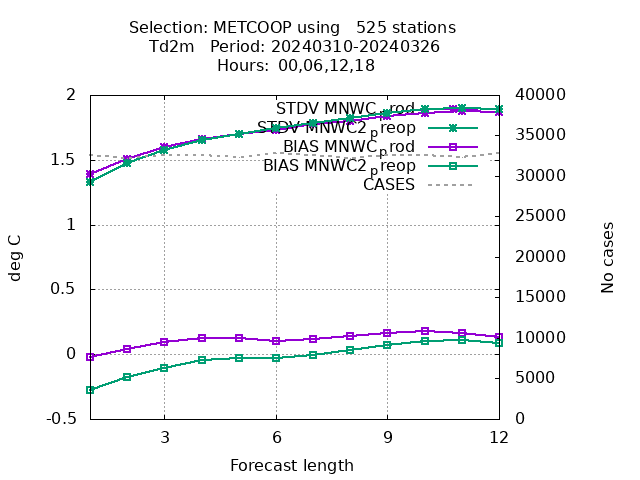 Selection: METCOOP using 525 stations
Td2m Period: 20240310-20240326
Hours: 00,06,12,18
STDV MNWC_prod
STDV MNWC2_preop
BIAS MNWC_prod
BIAS MNWC2_preop
CASES
2
1.5
1
0.5
0
-0.5
deg C
40000
35000
30000
25000
20000
15000
10000
5000
0
No cases
3 6 9 12
Forecast length